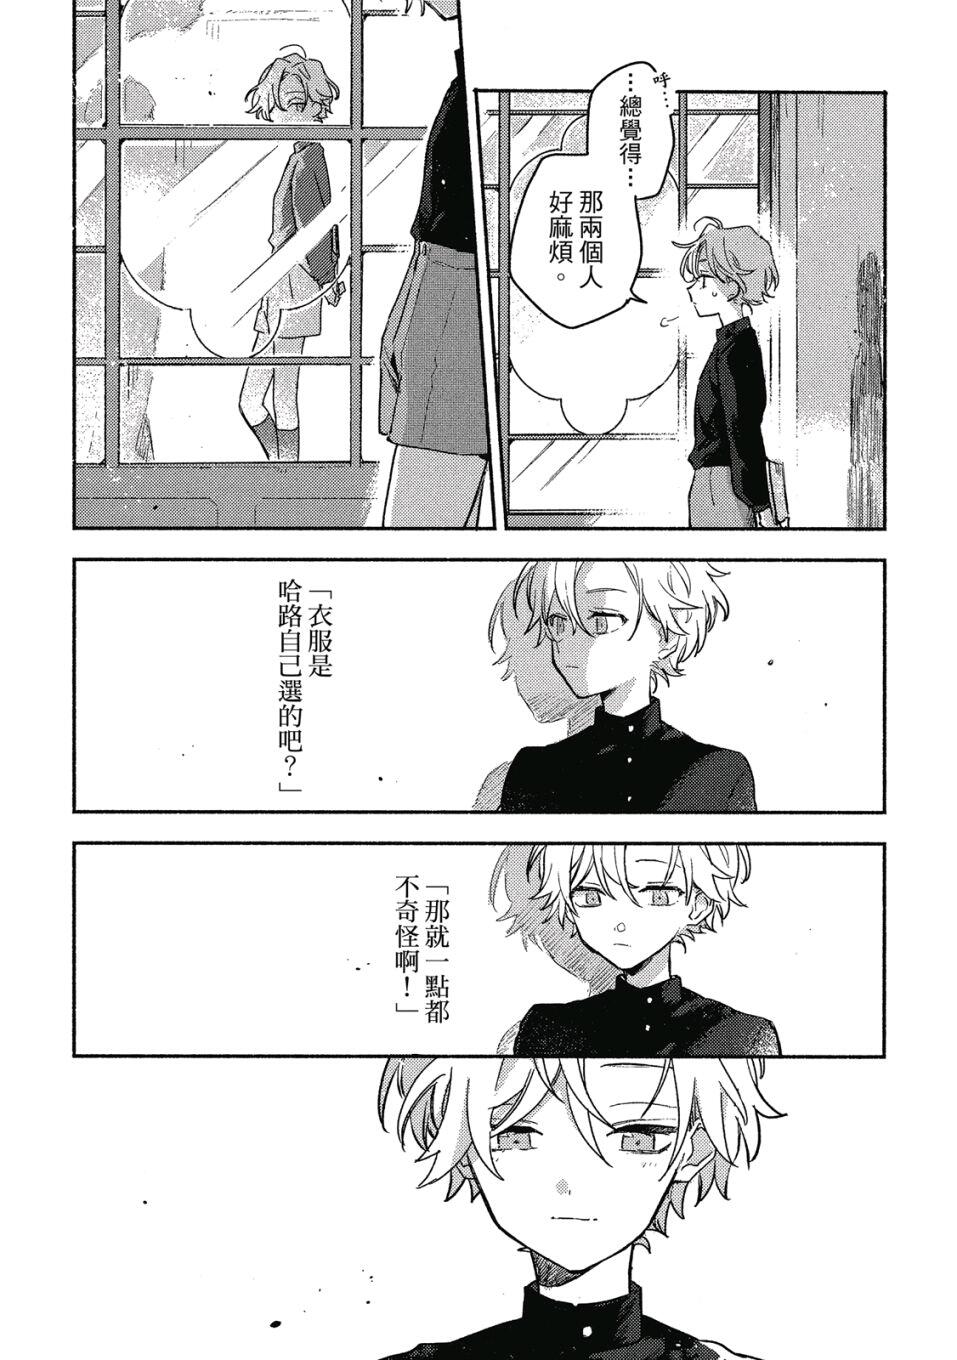 呼…
…總覺得…
那兩個人
好麻煩。
「衣服是
哈路自己選的吧？」
「那就一點都
不奇怪啊！」